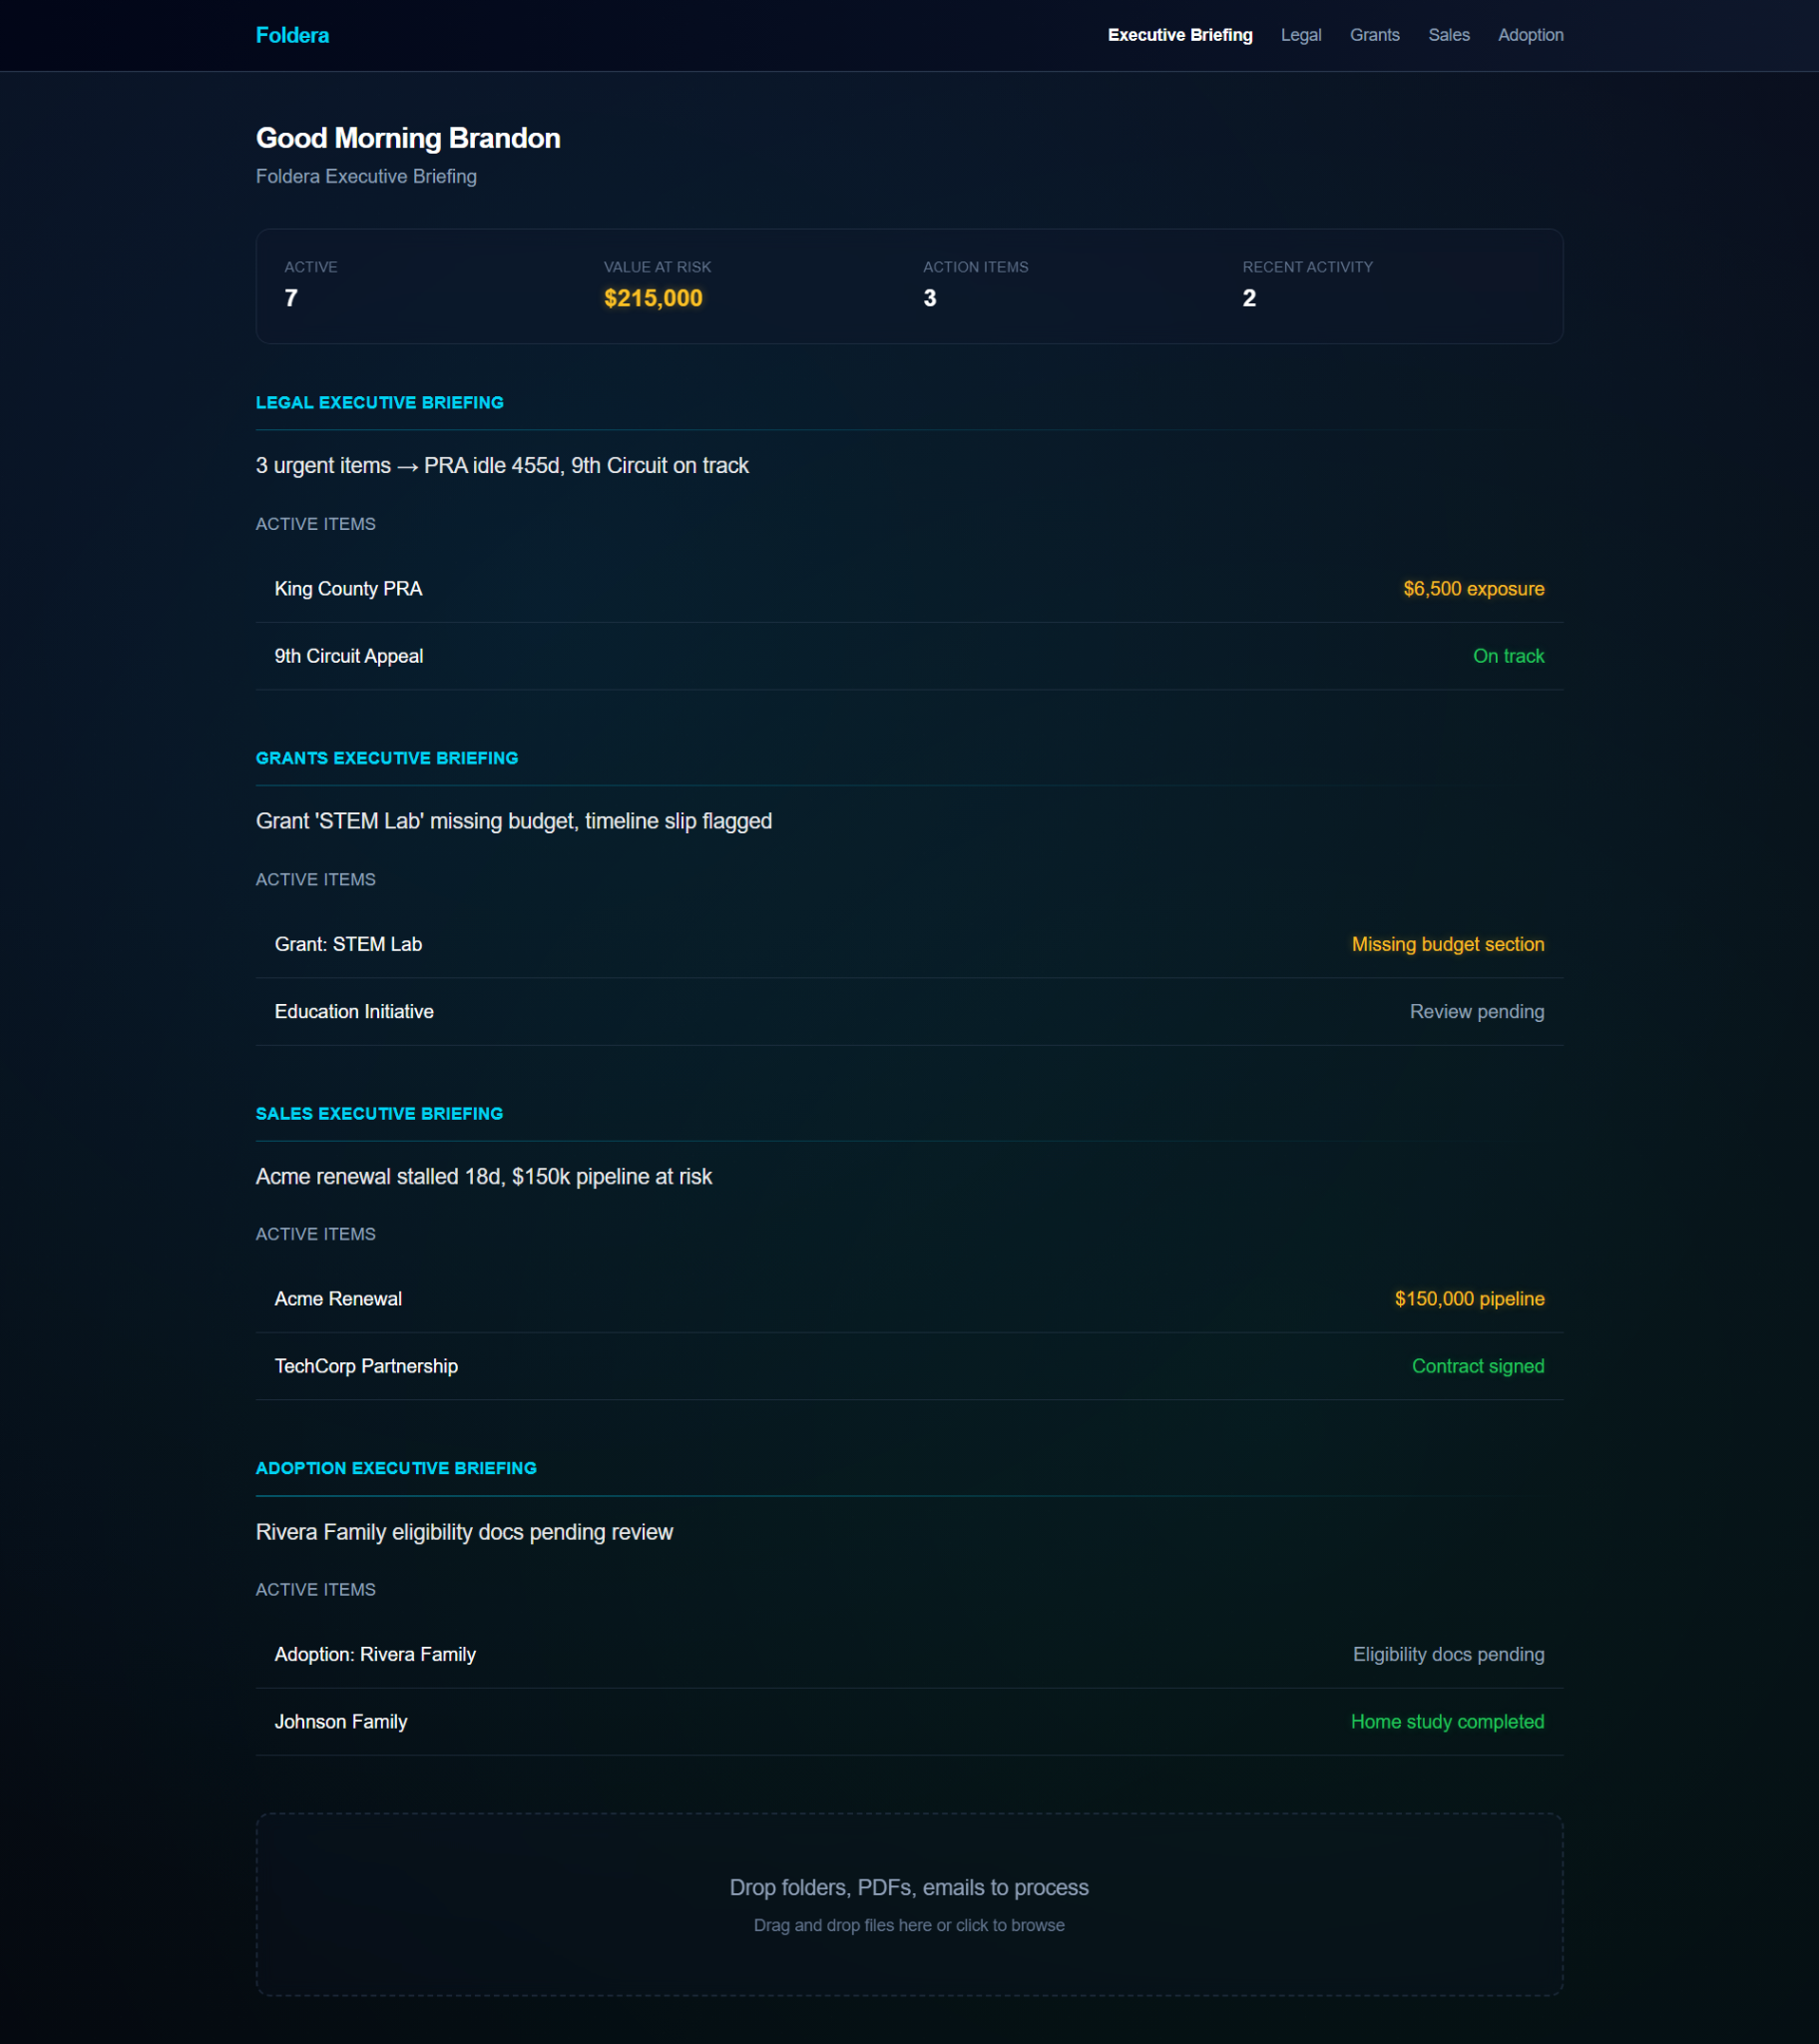 Foldera
Executive Briefing Legal Grants Sales Adoption
Good Morning Brandon
Foldera Executive Briefing
ACTIVE VALUE AT RISK ACTION ITEMS RECENT ACTIVITY
7 $215,000 3 2
LEGAL EXECUTIVE BRIEFING
3 urgent items → PRA idle 455d, 9th Circuit on track
ACTIVE ITEMS
King County PRA $6,500 exposure
9th Circuit Appeal On track
GRANTS EXECUTIVE BRIEFING
Grant 'STEM Lab' missing budget, timeline slip flagged
ACTIVE ITEMS
Grant: STEM Lab Missing budget section
Education Initiative Review pending
SALES EXECUTIVE BRIEFING
Acme renewal stalled 18d, $150k pipeline at risk
ACTIVE ITEMS
Acme Renewal $150,000 pipeline
TechCorp Partnership Contract signed
ADOPTION EXECUTIVE BRIEFING
Rivera Family eligibility docs pending review
ACTIVE ITEMS
Adoption: Rivera Family Eligibility docs pending
Johnson Family Home study completed
Drop folders, PDFs, emails to process
Drag and drop files here or click to browse